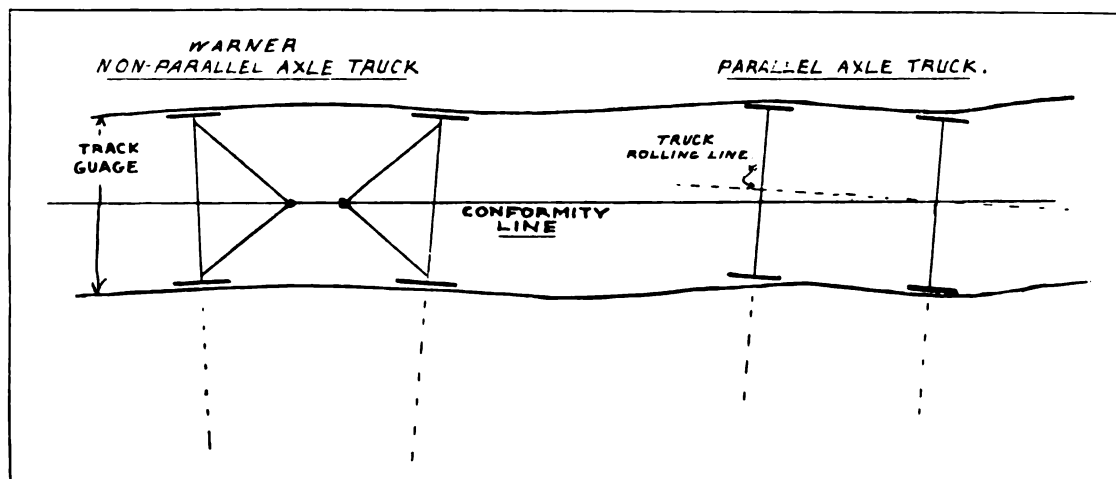 WARNER
NON-PARALLEL AXLE TRUCK
PARALLEL AXLE TRUCK.
TRACK
GUAGE
TRUCK
ROLLING LINE
CONFORMITY
LINE